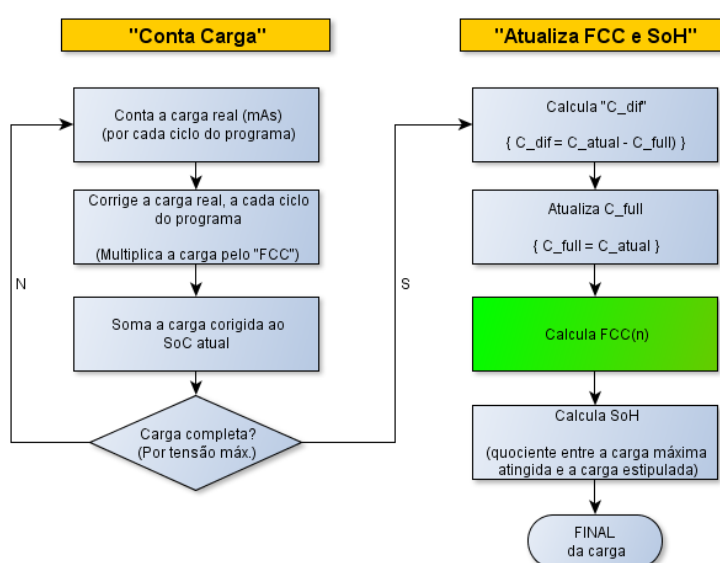 "Conta Carga"
Conta a carga real (mAs)
(por cada ciclo do programa)
Corrige a carga real, a cada ciclo
do programa
(Multiplica a carga pelo "FCC")
N
Soma a carga corigida ao
SoC atual
Carga completa?
(Por tensão máx.)
S
"Atualiza FCC e SoH"
Calcula "C_dif"
{ C_dif = C_atual - C_full) }
Atualiza C_full
{ C_full = C_atual }
Calcula FCC(n)
Calcula SoH
(quociente entre a carga máxima
atingida e a carga estipulada)
FINAL
da carga